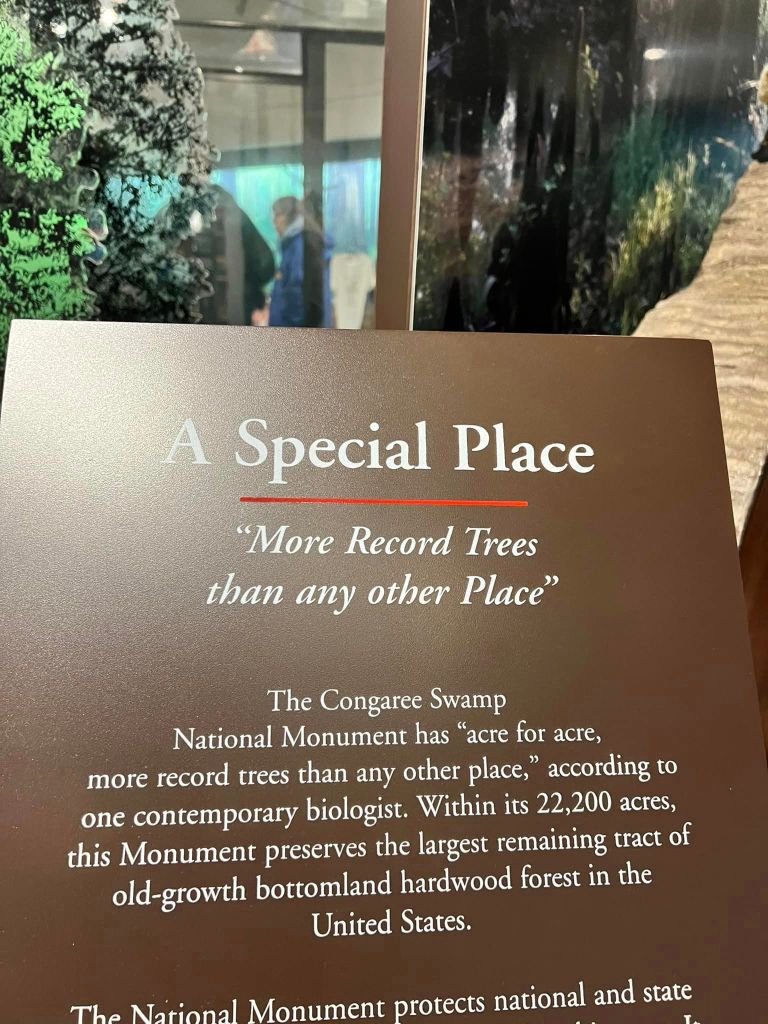 A Special Place
“More Record Trees
than any other Place”
The Congaree Swamp
National Monument has “acre for acre,
more record trees than any other place,” according to
one contemporary biologist. Within its 22,200 acres,
this Monument preserves the largest remaining tract of
old-growth bottomland hardwood forest in the
United States.
The National Monument protects national and state